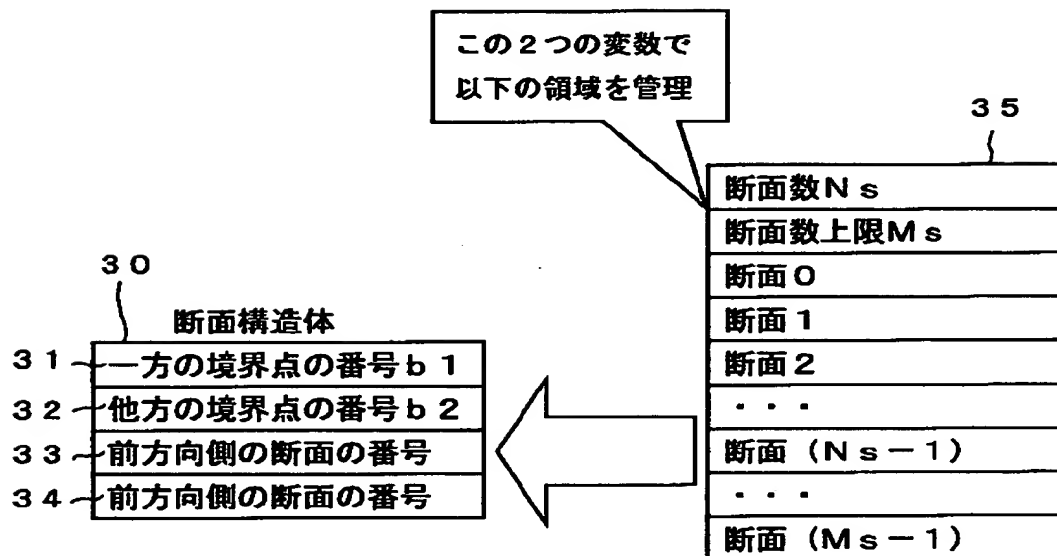 この２つの変数で
以下の領域を管理
３５
断面数Ｎｓ
断面数上限Ｍｓ
断面０
断面１
断面２
・・・
断面（Ｎｓ－１）
・・・
断面（Ｍｓ－１）
３０
断面構造体
３１
一方の境界点の番号ｂ１
３２
他方の境界点の番号ｂ２
３３
前方向側の断面の番号
３４
前方向側の断面の番号